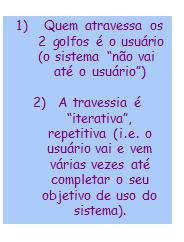 1) Quem atravessa os
2 golfos é o usuário
(o sistema “não vai
até o usuário”)
2) A travessia é
“iterativa”,
repetitiva (i.e. o
usuário vai e vem
várias vezes até
completar o seu
objetivo de uso do
sistema).